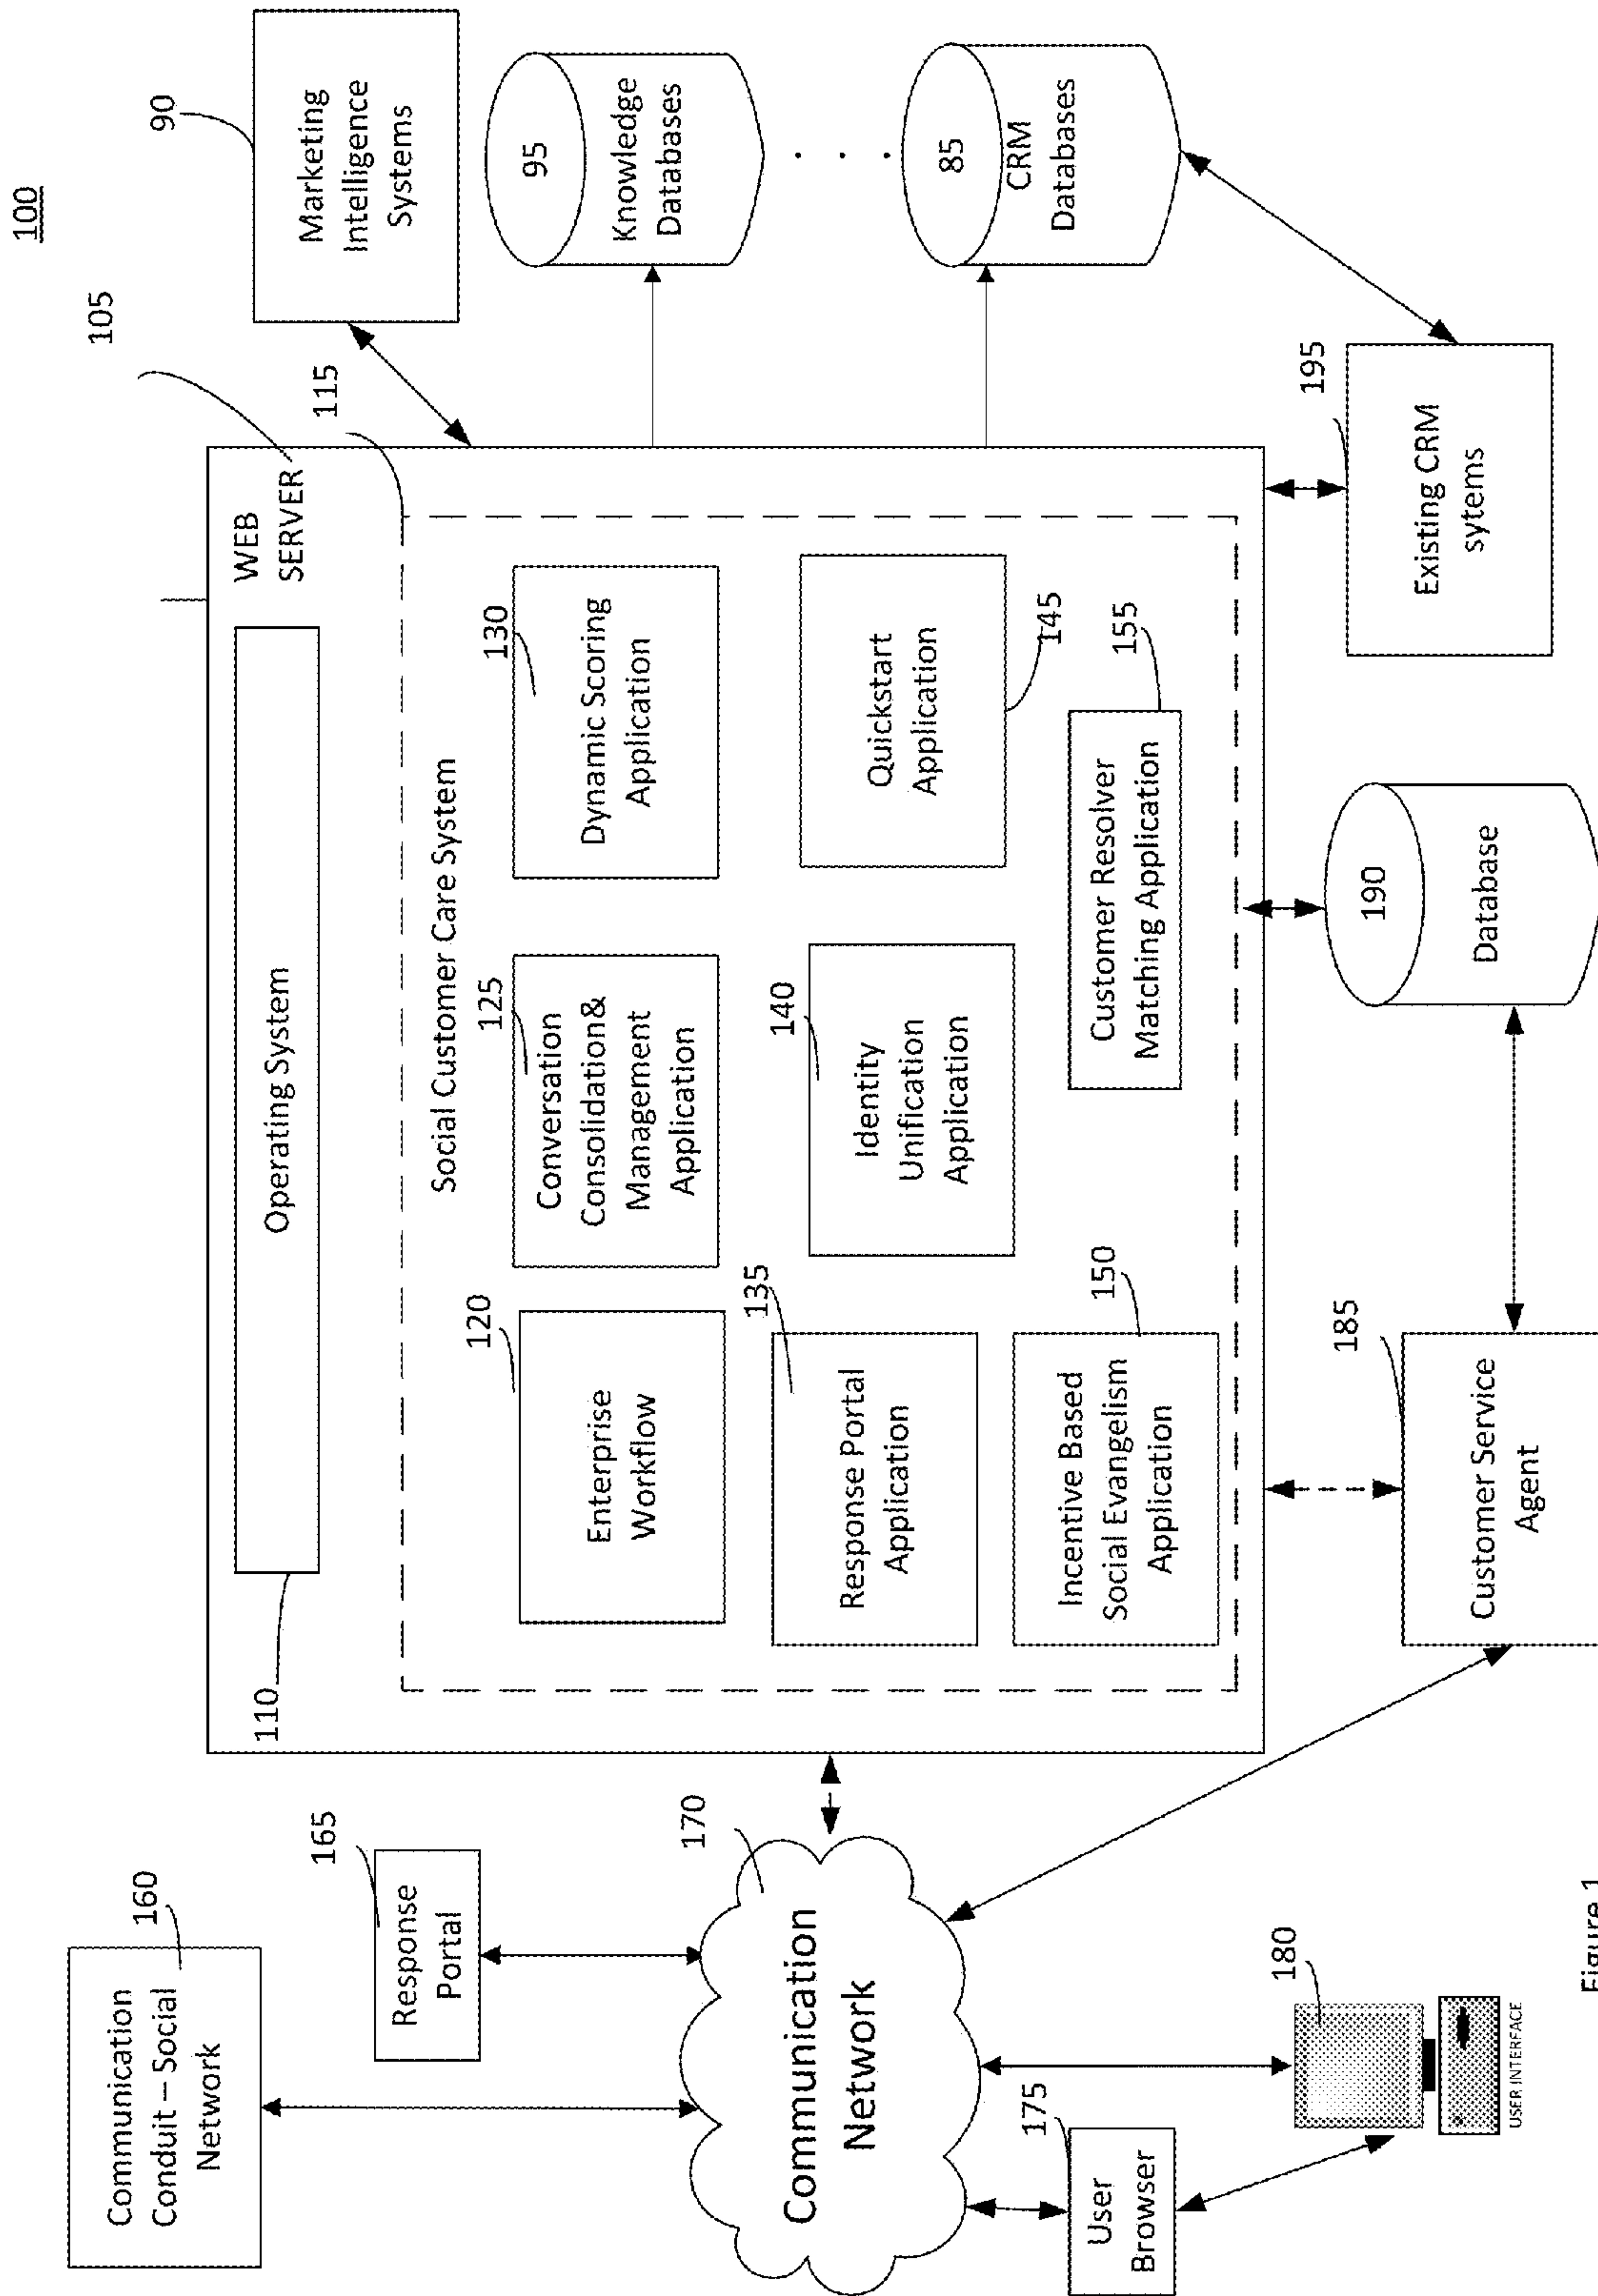 100
90
Marketing
Intelligence
Systems
105
WEB
SERVER
115
Operating System
110
Social Customer Care System
120
Enterprise
Workflow
125
Conversation
Consolidation&
Management
Application
130
Dynamic Scoring
Application
135
Response Portal
Application
140
Identity
Unification
Application
Quickstart
Application
145
150
Incentive Based
Social Evangelism
Application
155
Customer Resolver
Matching Application
95
Knowledge
Databases
. . .
85
CRM
Databases
160
Communication
Conduit – Social
Network
165
Response
Portal
170
Communication
Network
175
User
Browser
180
USER INTERFACE
185
Customer Service
Agent
190
Database
195
Existing CRM
sytems
Figure 1